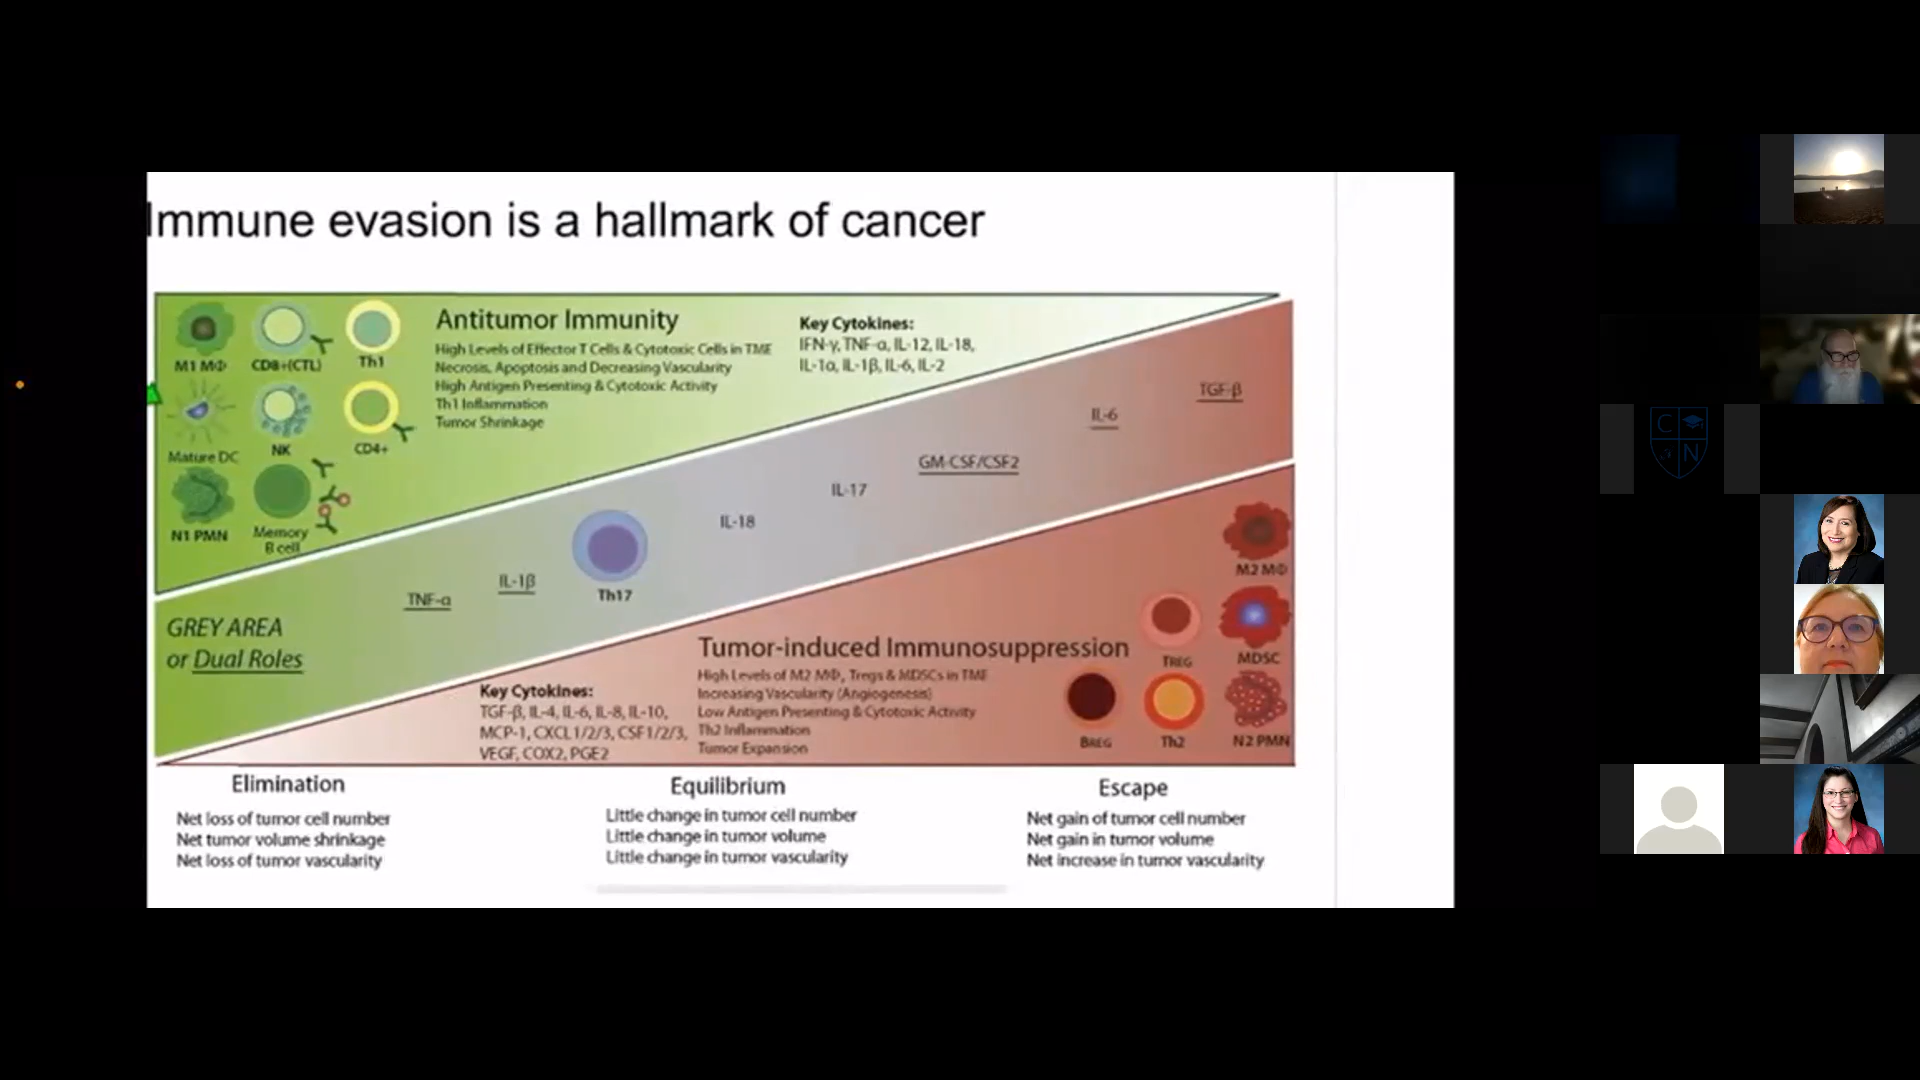 Immune evasion is a hallmark of cancer
M1 MΦ
CD8+(CTL)
Th1
Mature DC
NK
CD4+
N1 PMN
Memory
B cell
Antitumor Immunity
High Levels of Effector T Cells & Cytotoxic Cells in TME
Necrosis, Apoptosis and Decreasing Vascularity
High Antigen Presenting & Cytotoxic Activity
Th1 Inflammation
Tumor Shrinkage
Key Cytokines:
IFN-γ, TNF-α, IL-12, IL-18,
IL-1α, IL-1β, IL-6, IL-2
GREY AREA
or Dual Roles
TNF-α
IL-1β
Th17
IL-18
IL-17
GM-CSF/CSF2
IL-6
TGF-β
Key Cytokines:
TGF-β, IL-4, IL-6, IL-8, IL-10,
MCP-1, CXCL1/2/3, CSF1/2/3,
VEGF, COX2, PGE2
Tumor-induced Immunosuppression
High Levels of M2 MΦ, Tregs & MDSCs in TME
Increasing Vascularity (Angiogenesis)
Low Antigen Presenting & Cytotoxic Activity
Th2 Inflammation
Tumor Expansion
M2 MΦ
TREG
MDSC
BREG
Th2
N2 PMN
Elimination
Net loss of tumor cell number
Net tumor volume shrinkage
Net loss of tumor vascularity
Equilibrium
Little change in tumor cell number
Little change in tumor volume
Little change in tumor vascularity
Escape
Net gain of tumor cell number
Net gain in tumor volume
Net increase in tumor vascularity
C
N